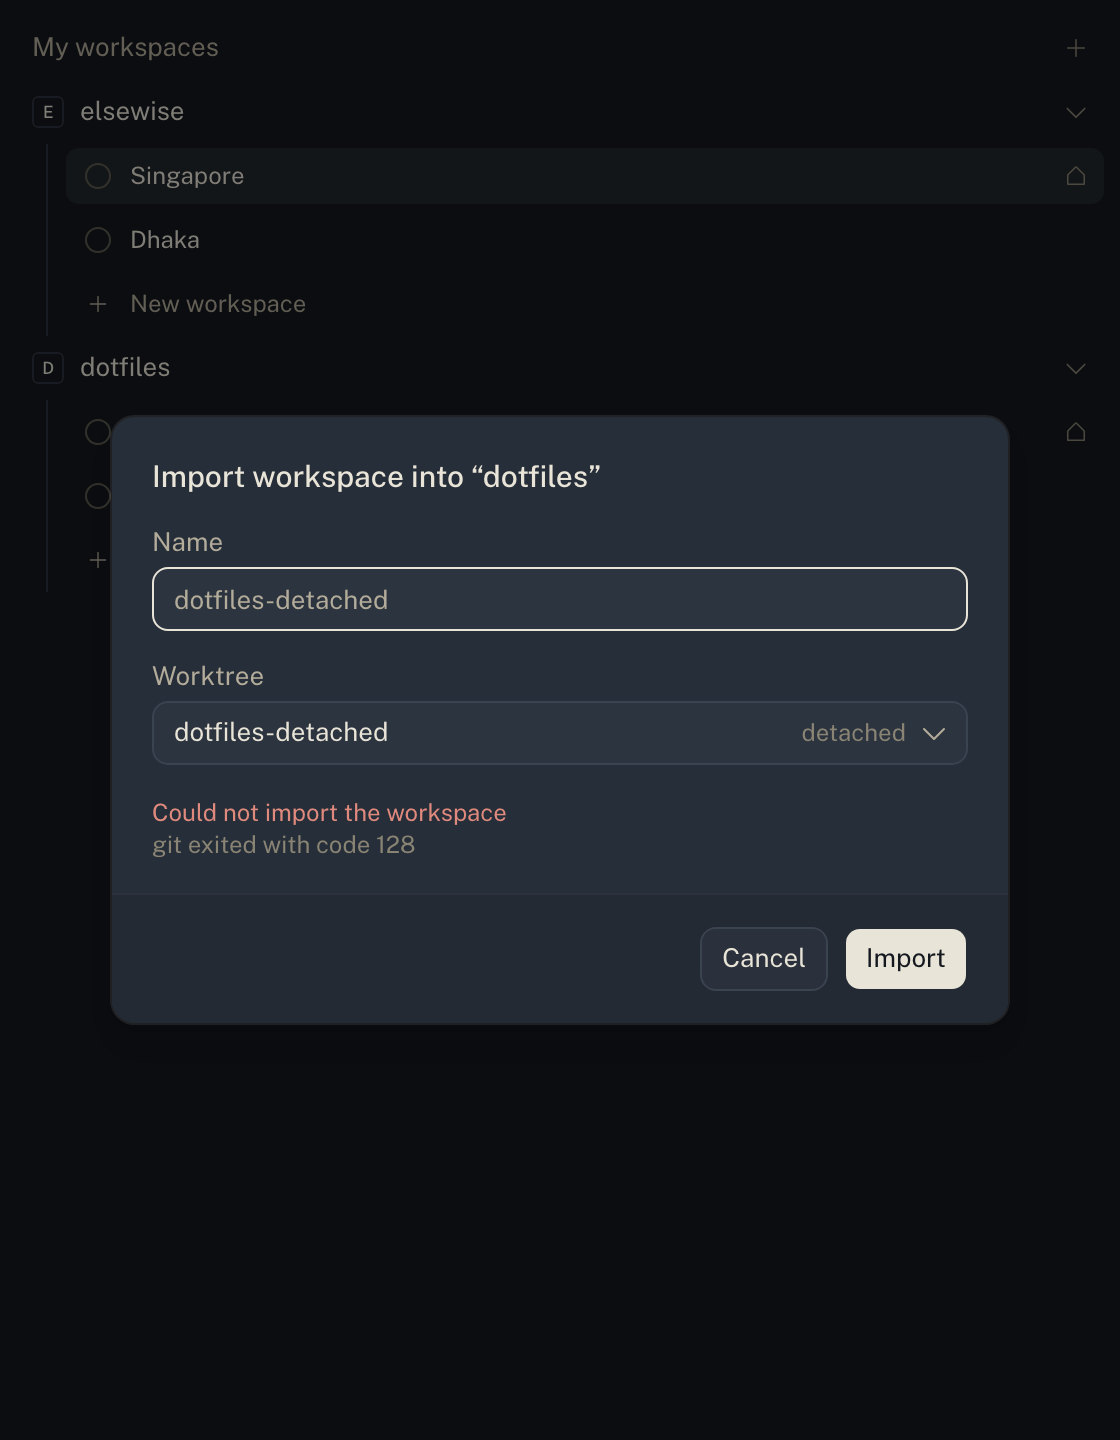 My workspaces
E elsewise
Singapore
Dhaka
New workspace
D dotfiles
Import workspace into “dotfiles”
Name
dotfiles-detached
Worktree
dotfiles-detached detached
Could not import the workspace
git exited with code 128
Cancel Import